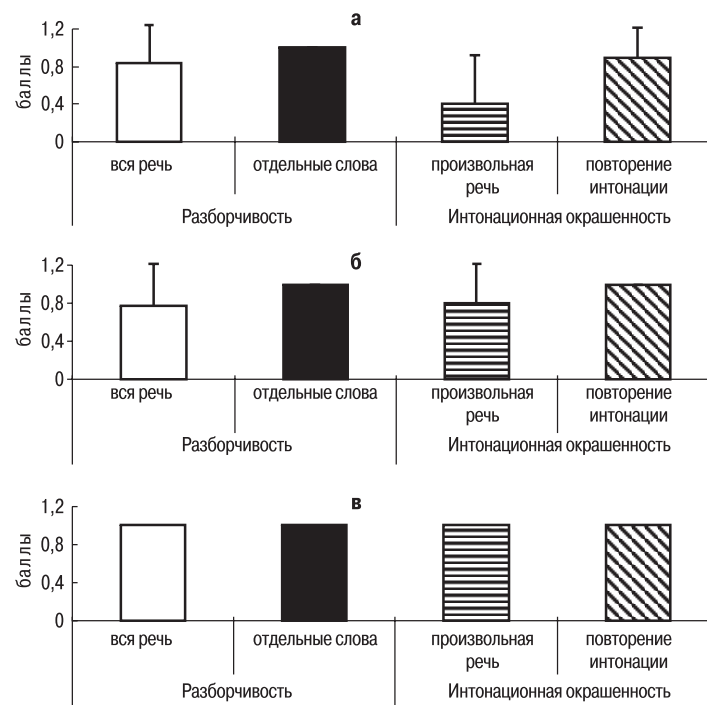 а
1,2
0,8
0,4
0
баллы
вся речь
отдельные слова
произвольная речь
повторение интонации
Разборчивость
Интонационная окрашенность
б
1,2
0,8
0,4
0
баллы
вся речь
отдельные слова
произвольная речь
повторение интонации
Разборчивость
Интонационная окрашенность
в
1,2
0,8
0,4
0
баллы
вся речь
отдельные слова
произвольная речь
повторение интонации
Разборчивость
Интонационная окрашенность